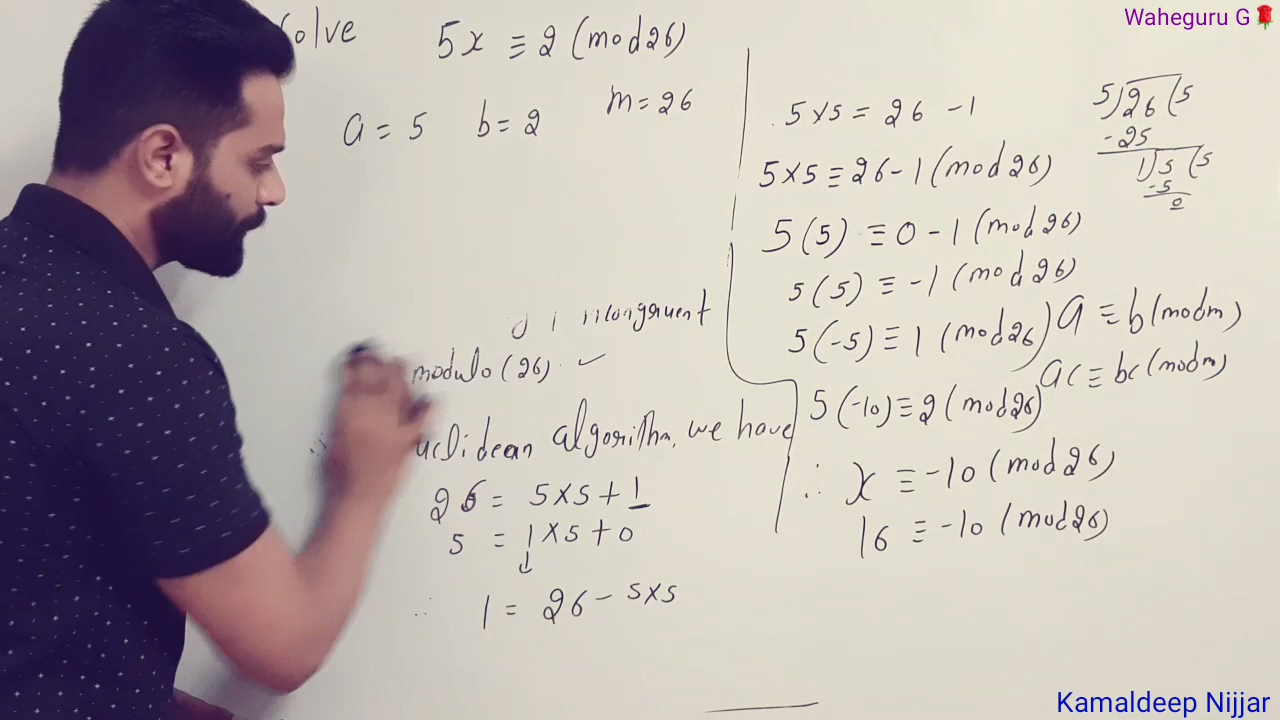 Waheguru G🌹
Solve 5x ≡ 2 (mod 26)
a = 5 b = 2 m = 26
incongruent
modulo (26). ✓
uclidean algorithm, we have
26 = 5×5 + 1
5 = 1×5 + 0
↓
∴ 1 = 26 - 5×5
5×5 = 26 - 1
5×5 ≡ 26 - 1 (mod 26)
5(5) ≡ 0 - 1 (mod 26)
5(5) ≡ -1 (mod 26)
5(-5) ≡ 1 (mod 26)
5(-10) ≡ 2 (mod 26)
∴ x ≡ -10 (mod 26)
16 ≡ -10 (mod 26)
5)26(5
-25
1)5(5
-5
0
a ≡ b (mod m)
ac ≡ bc (mod m)
Kamaldeep Nijjar